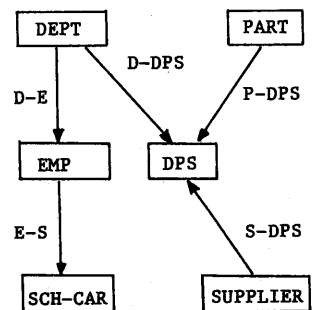 DEPT PART
D-DPS
D-E P-DPS
EMP DPS
E-S S-DPS
SCH-CAR SUPPLIER